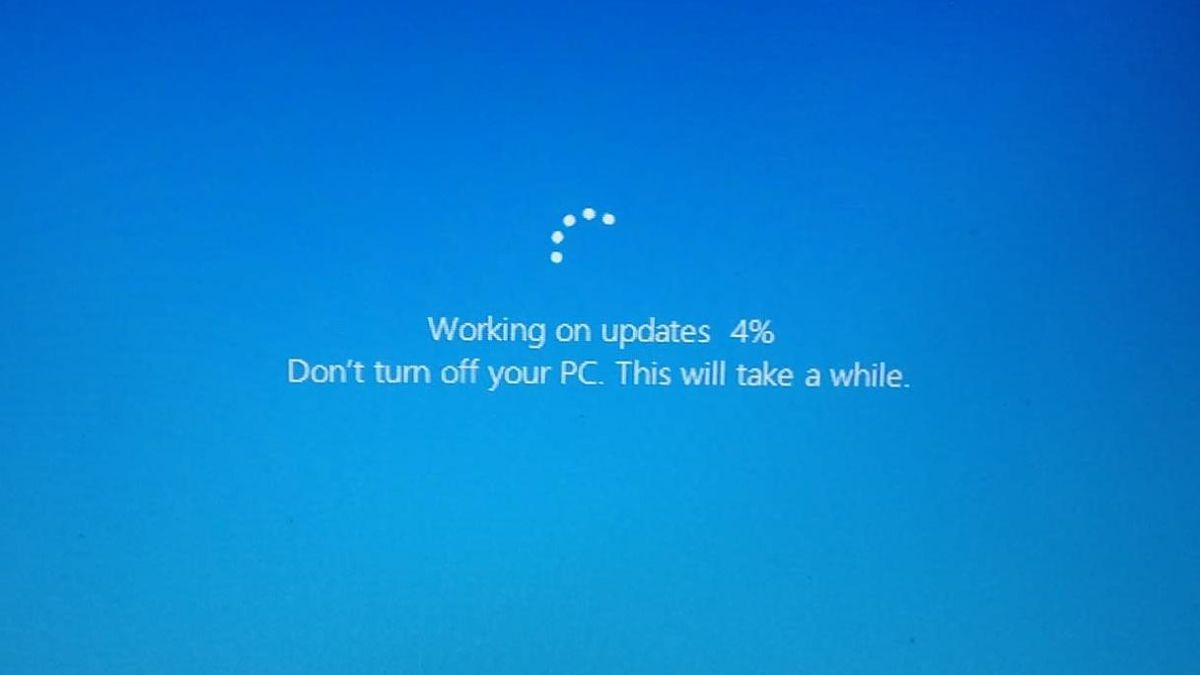 Working on updates 4%
Don't turn off your PC. This will take a while.